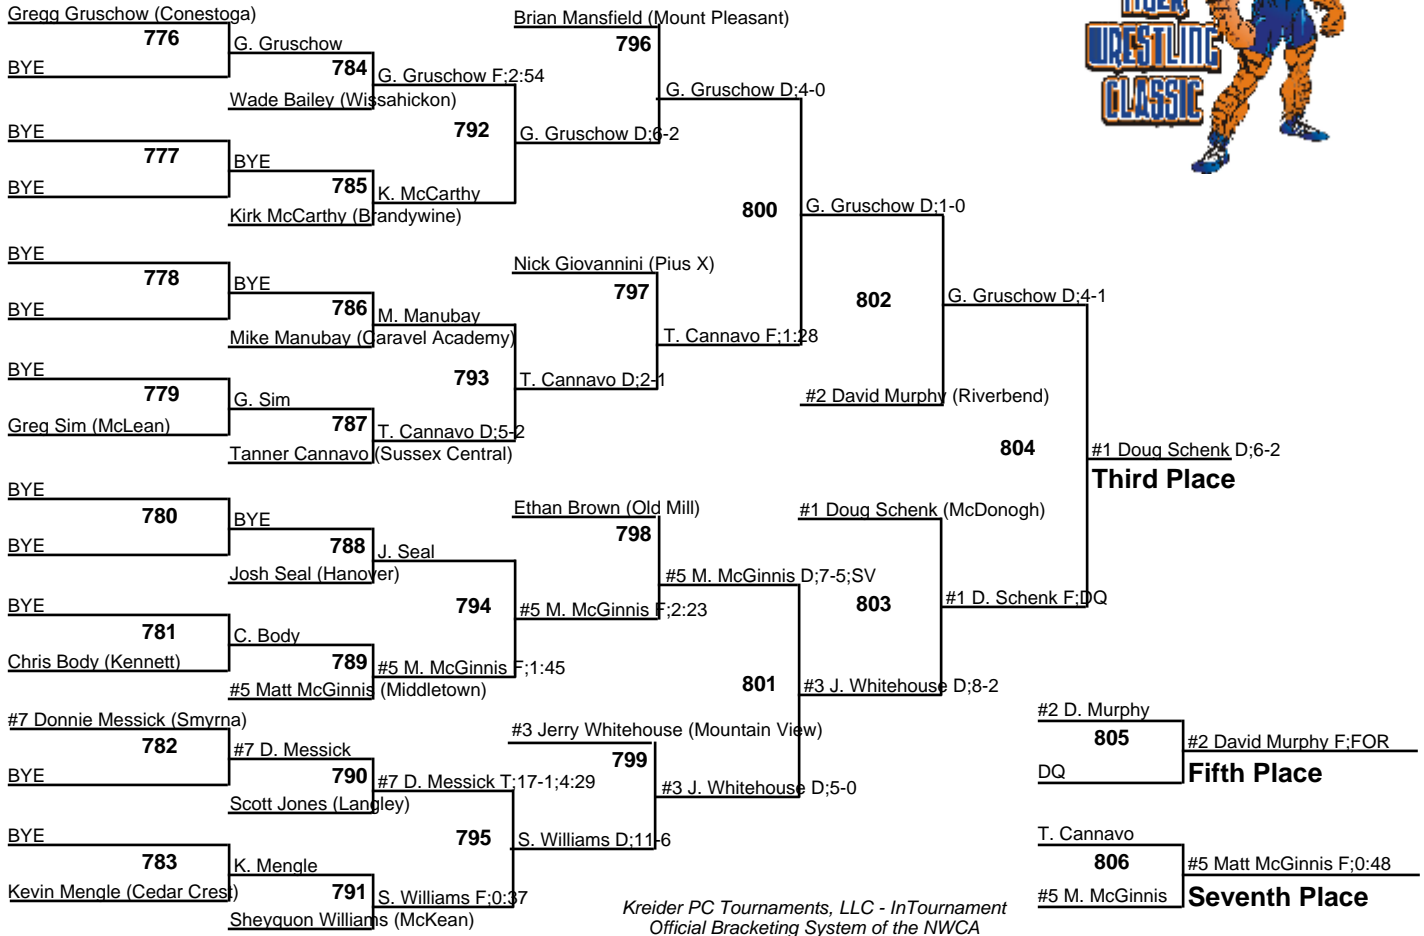 Gregg Gruschow (Conestoga)
776
BYE
G. Gruschow
784
Wade Bailey (Wissahickon)
G. Gruschow F;2:54
BYE
777
BYE
BYE
785
Kirk McCarthy (Brandywine)
K. McCarthy
792
G. Gruschow D;6-2
Brian Mansfield (Mount Pleasant)
796
G. Gruschow D;4-0
BYE
778
BYE
BYE
786
Mike Manubay (Caravel Academy)
M. Manubay
BYE
779
Greg Sim (McLean)
G. Sim
787
Tanner Cannavo (Sussex Central)
T. Cannavo D;5-2
793
T. Cannavo D;2-1
Nick Giovannini (Pius X)
797
T. Cannavo F;1:28
800
G. Gruschow D;1-0
802
#2 David Murphy (Riverbend)
G. Gruschow D;4-1
BYE
780
BYE
BYE
788
Josh Seal (Hanover)
J. Seal
BYE
781
Chris Body (Kennett)
C. Body
789
#5 Matt McGinnis (Middletown)
#5 M. McGinnis F;1:45
794
#5 M. McGinnis F;2:23
Ethan Brown (Old Mill)
798
#5 M. McGinnis D;7-5;SV
#7 Donnie Messick (Smyrna)
782
BYE
#7 D. Messick
790
Scott Jones (Langley)
#7 D. Messick T;17-1;4:29
BYE
783
Kevin Mengle (Cedar Crest)
K. Mengle
791
Sheyquon Williams (McKean)
S. Williams F;0:37
795
S. Williams D;11-6
#3 Jerry Whitehouse (Mountain View)
799
#3 J. Whitehouse D;5-0
801
#3 J. Whitehouse D;8-2
#1 Doug Schenk (McDonogh)
803
#1 D. Schenk F;DQ
804
#1 Doug Schenk D;6-2
Third Place
#2 D. Murphy
805
DQ
#2 David Murphy F;FOR
Fifth Place
T. Cannavo
806
#5 M. McGinnis
#5 Matt McGinnis F;0:48
Seventh Place
TIGER
WRESTLING
CLASSIC
Kreider PC Tournaments, LLC - InTournament
Official Bracketing System of the NWCA